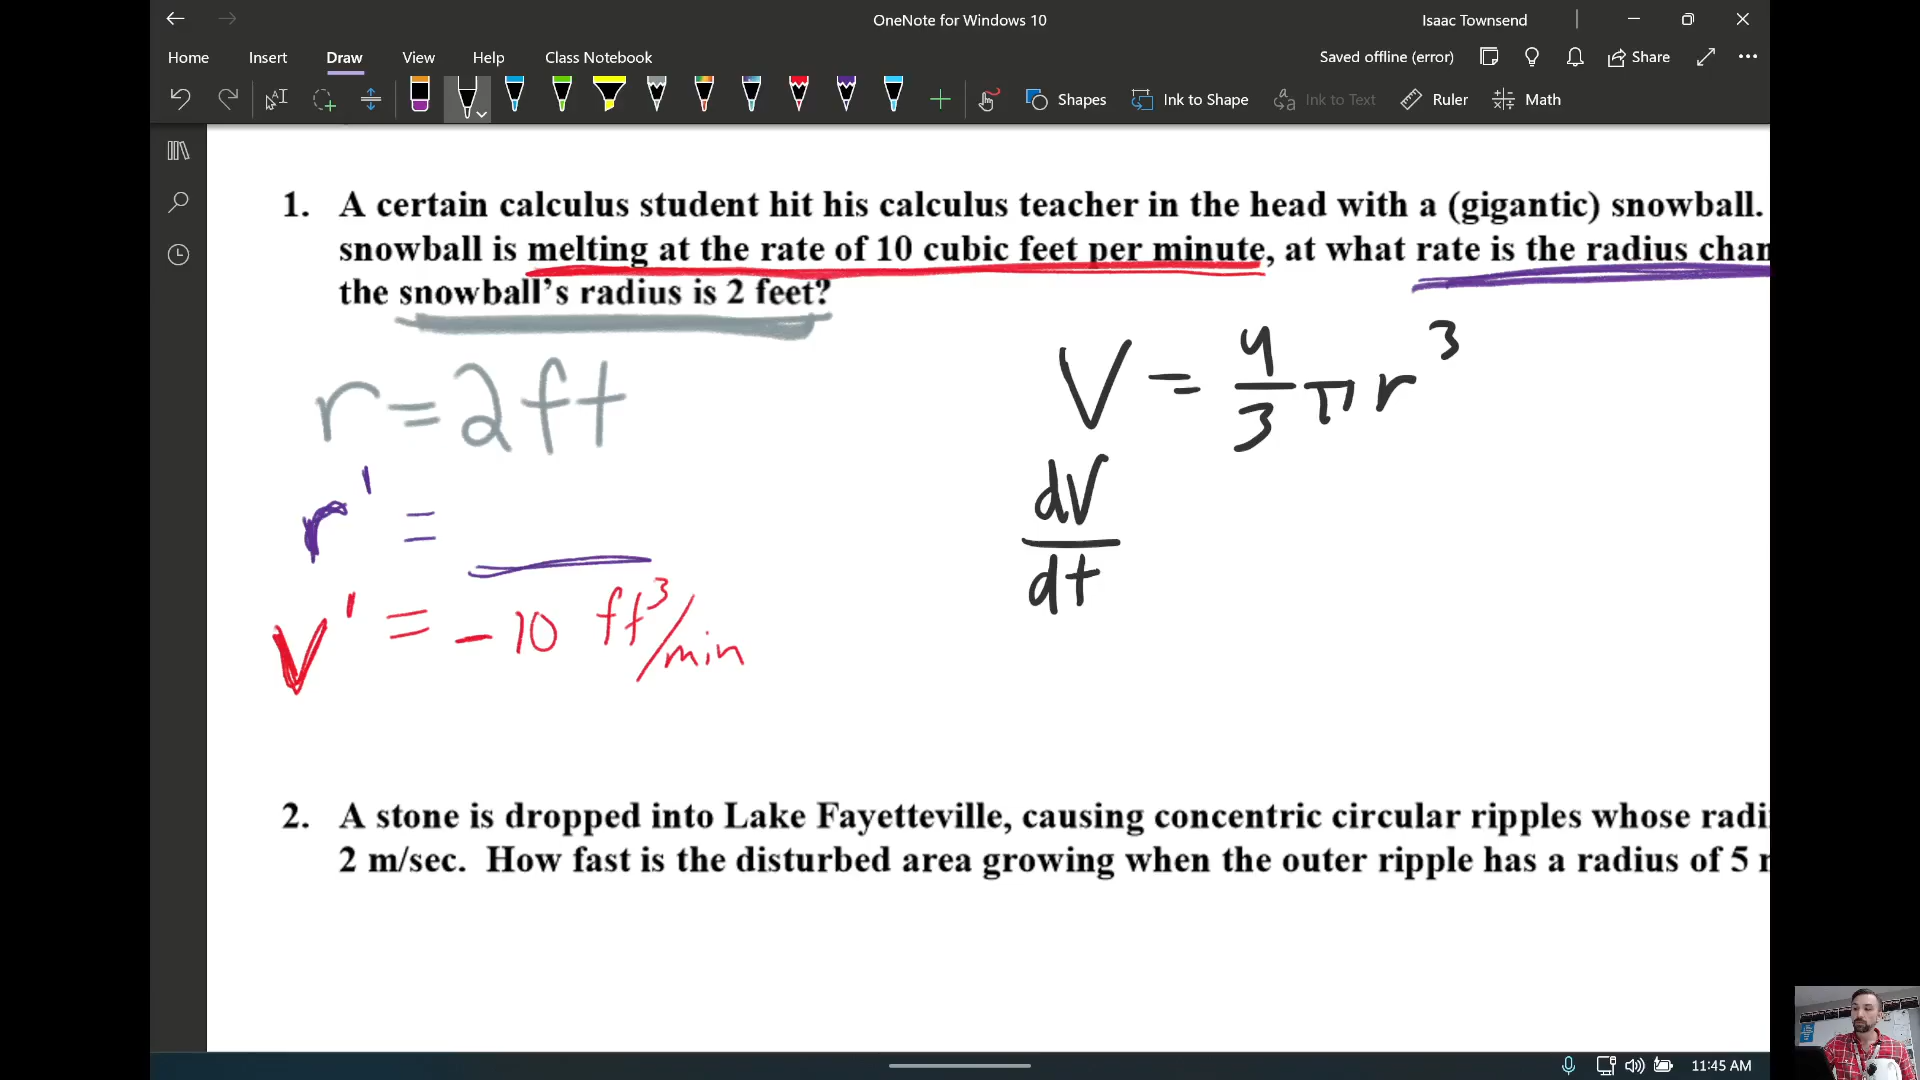 OneNote for Windows 10
Isaac Townsend
Home Insert Draw View Help Class Notebook
Saved offline (error) Share
Shapes Ink to Shape Ink to Text Ruler Math
1. A certain calculus student hit his calculus teacher in the head with a (gigantic) snowball.
snowball is melting at the rate of 10 cubic feet per minute, at what rate is the radius chan
the snowball's radius is 2 feet?
r = 2 ft
r' =
V' = -10 ft³/min
V = 4/3 π r³
dV/dt
2. A stone is dropped into Lake Fayetteville, causing concentric circular ripples whose radi
2 m/sec. How fast is the disturbed area growing when the outer ripple has a radius of 5
11:45 AM